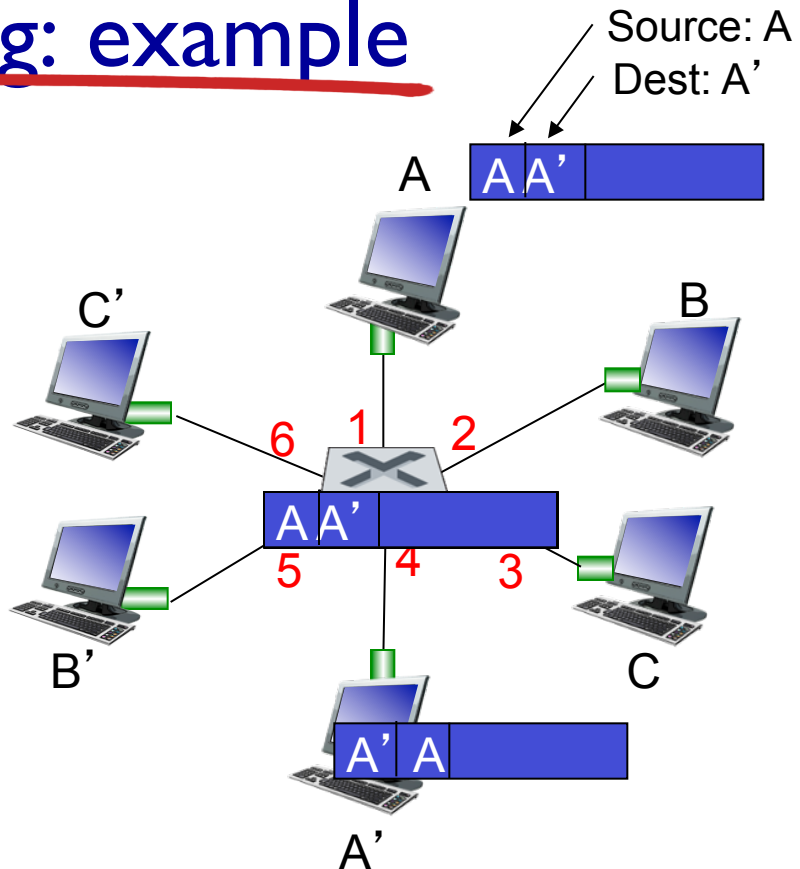 g: example
Source: A
Dest: A’
A
A A’
C’
B
6
1
2
A A’
5
4
3
B’
C
A’ A
A’